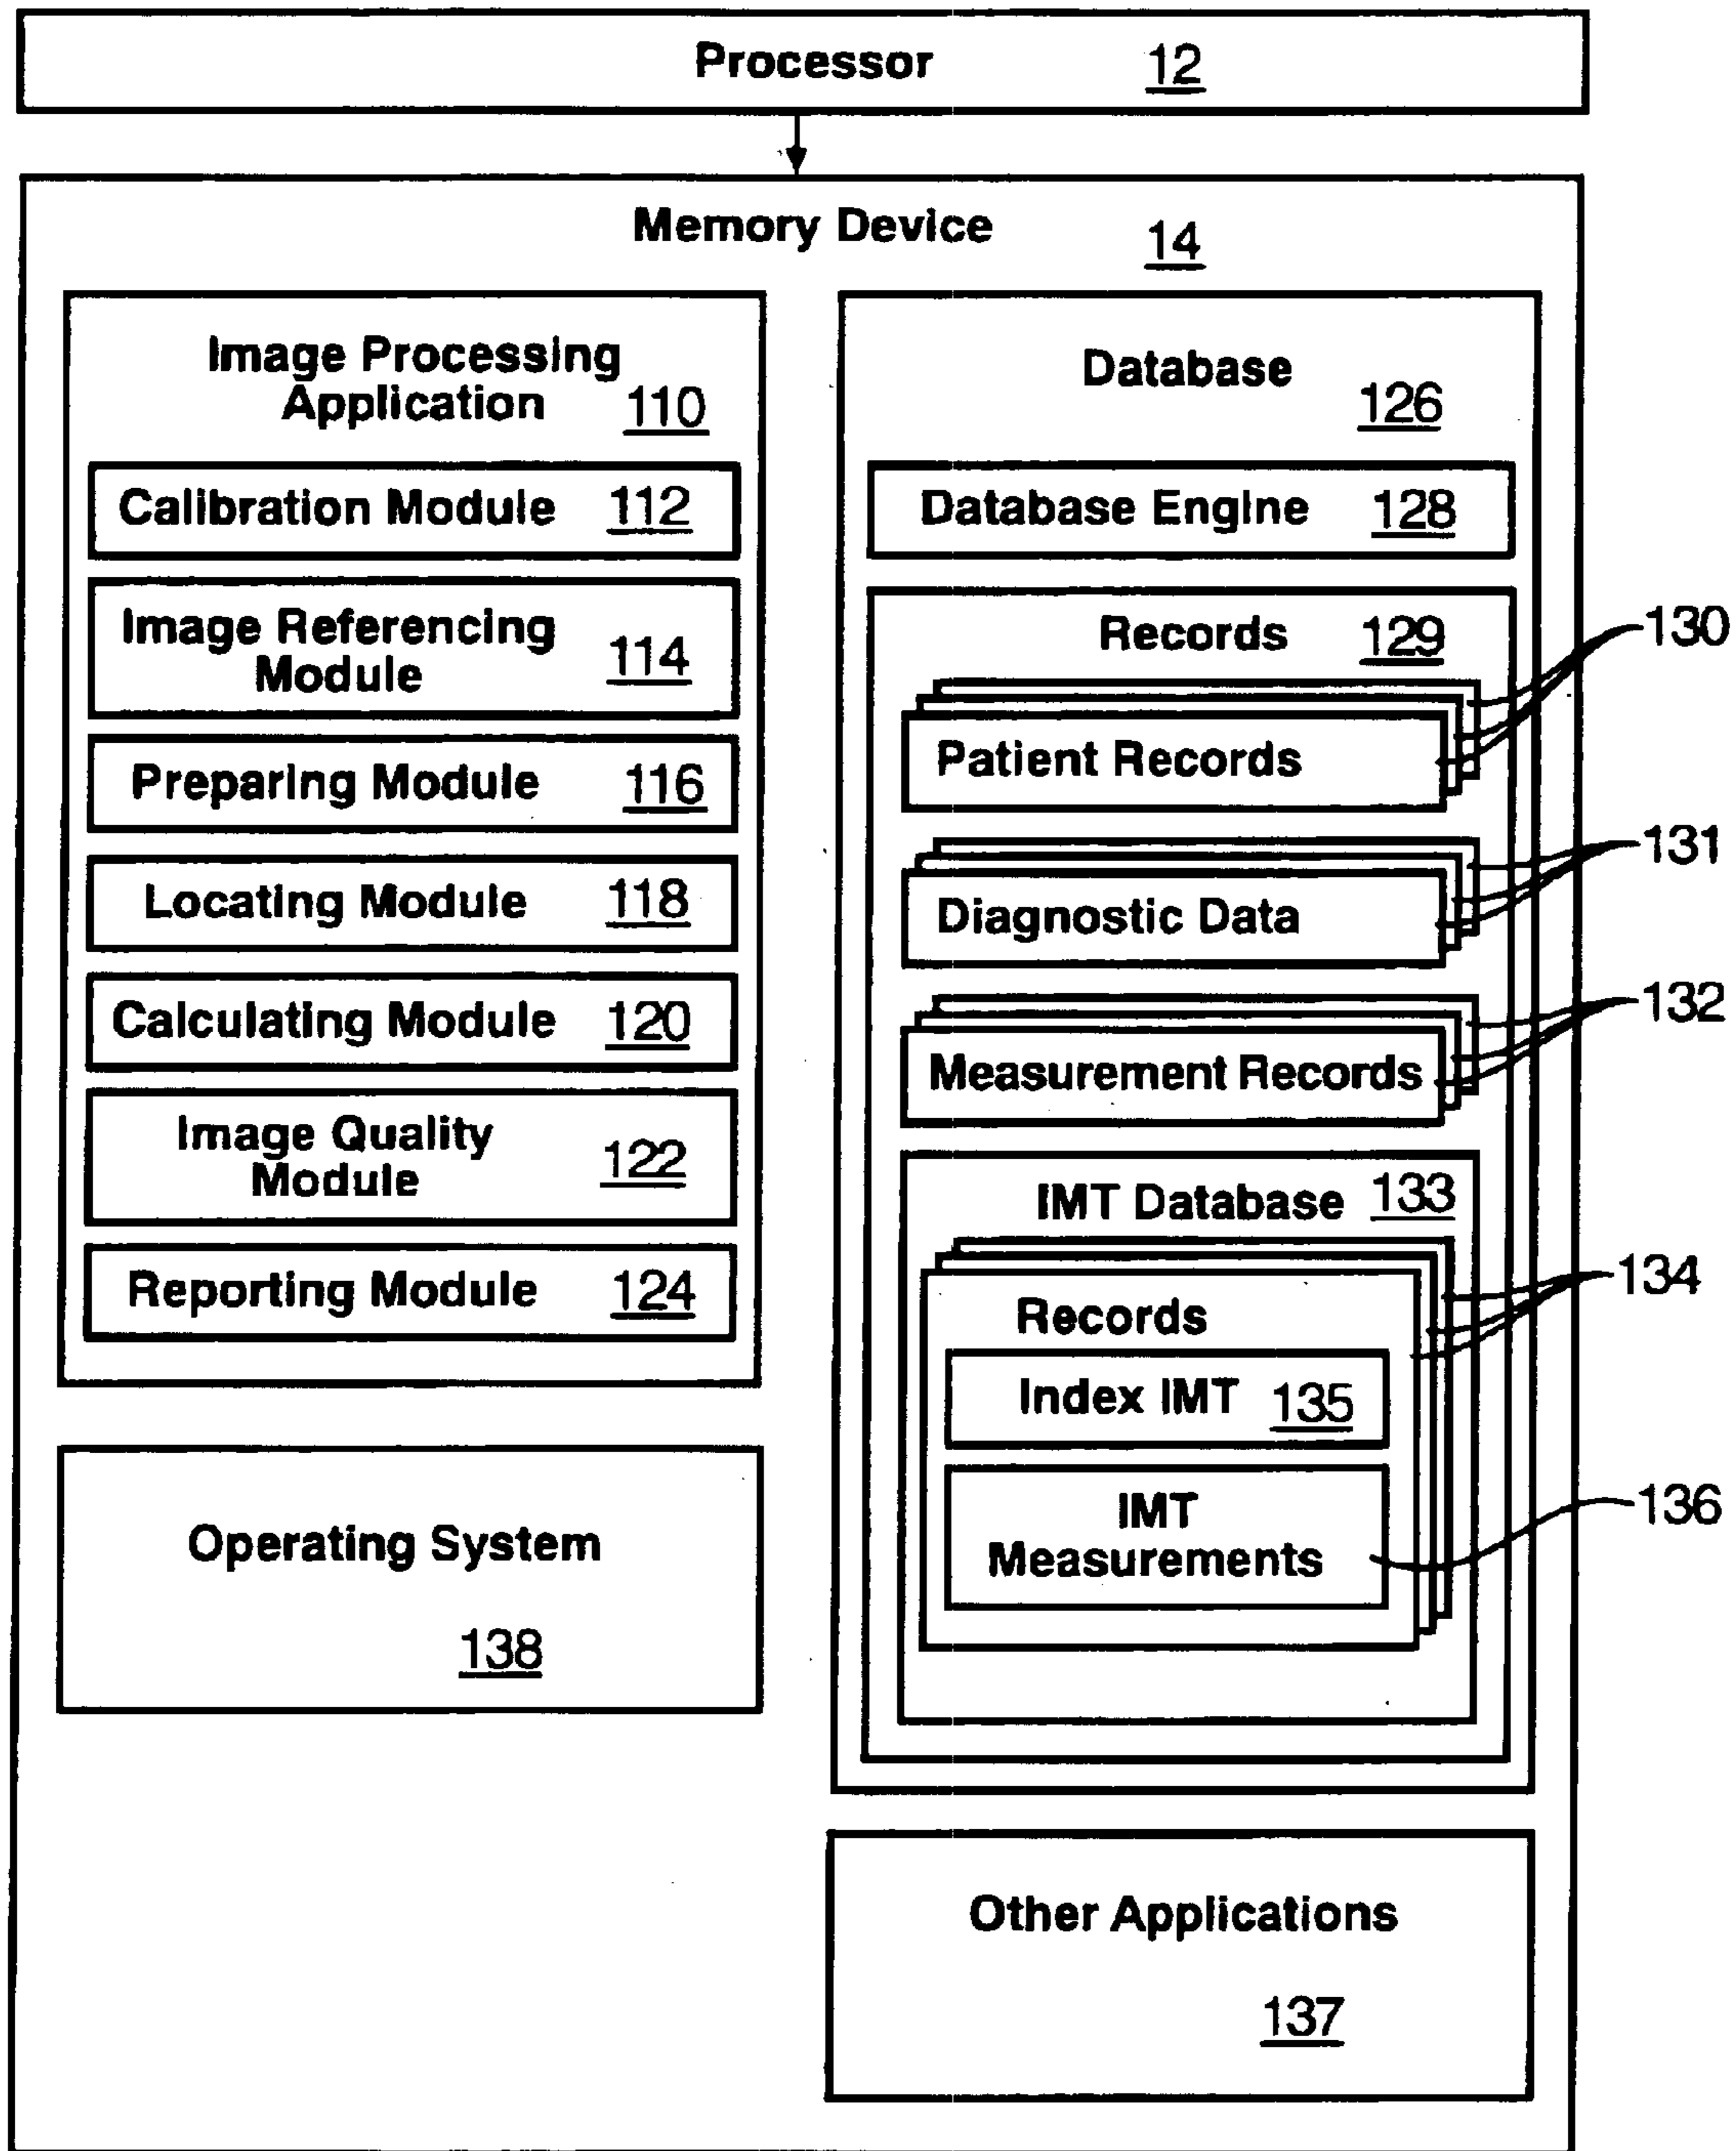 Processor 12
Memory Device 14
Image Processing
Application 110
Calibration Module 112
Image Referencing
Module 114
Preparing Module 116
Locating Module 118
Calculating Module 120
Image Quality
Module 122
Reporting Module 124
Operating System
138
Database
126
Database Engine 128
Records 129
130
Patient Records
131
Diagnostic Data
132
Measurement Records
IMT Database 133
134
Records
Index IMT 135
IMT
Measurements
136
Other Applications
137